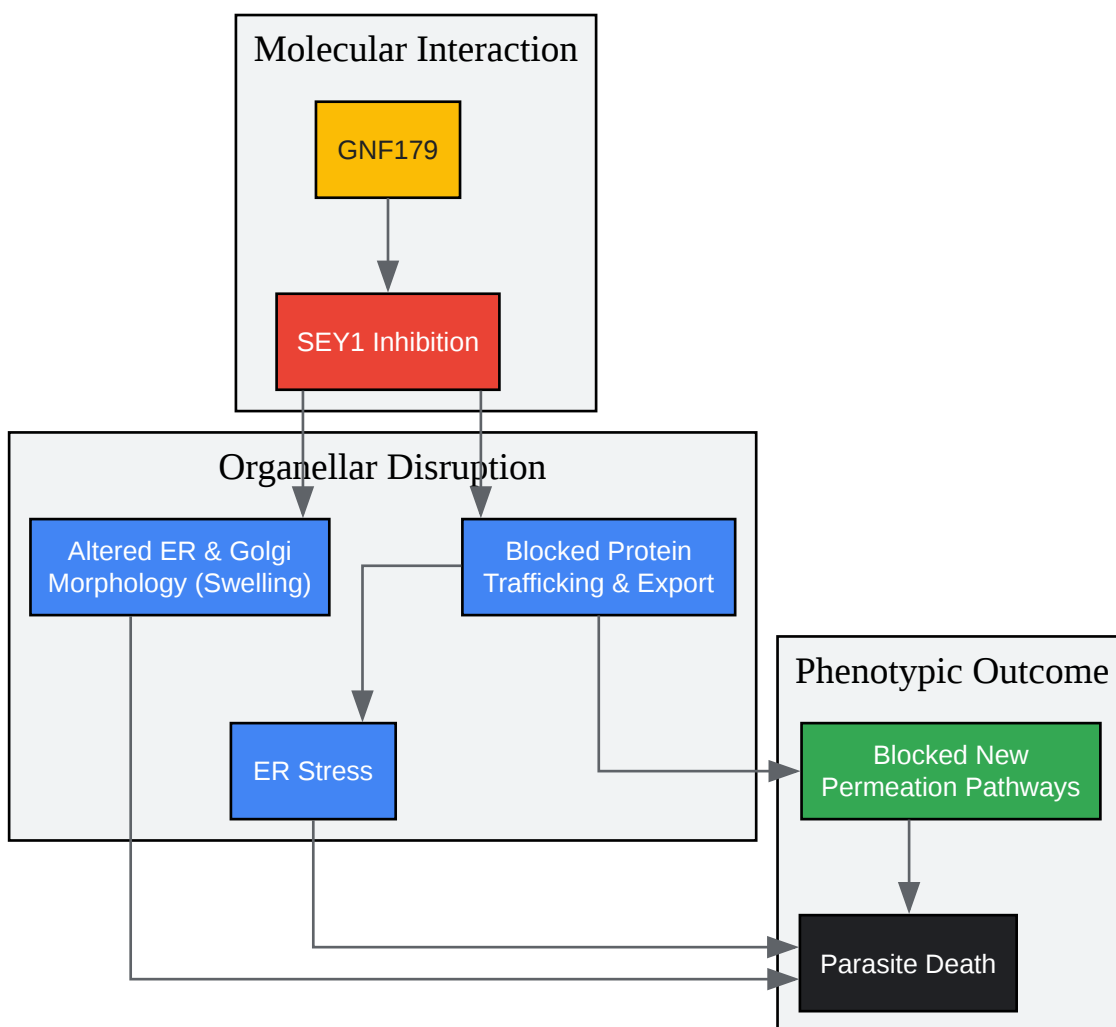 Molecular Interaction
GNF179
SEY1 Inhibition
Organellar Disruption
Altered ER & Golgi
Morphology (Swelling)
Blocked Protein
Trafficking & Export
ER Stress
Phenotypic Outcome
Blocked New
Permeation Pathways
Parasite Death